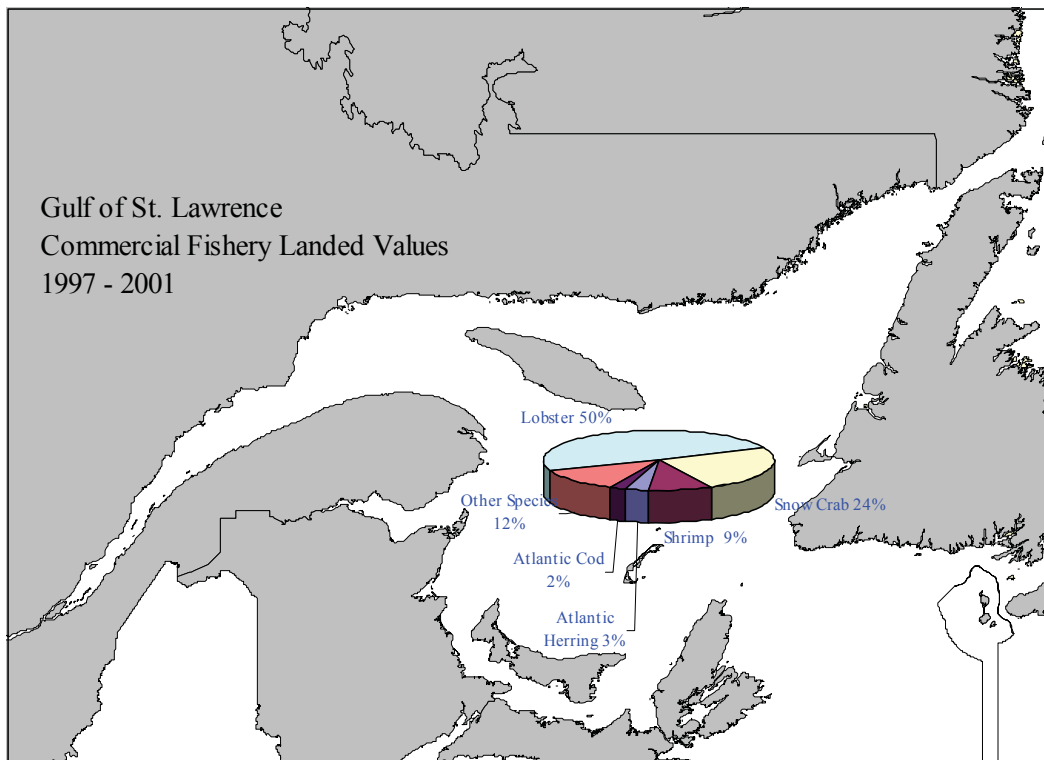 Gulf of St. Lawrence
Commercial Fishery Landed Values
1997 - 2001
Lobster 50%
Other Species
12%
Snow Crab 24%
Shrimp 9%
Atlantic Cod
2%
Atlantic
Herring 3%